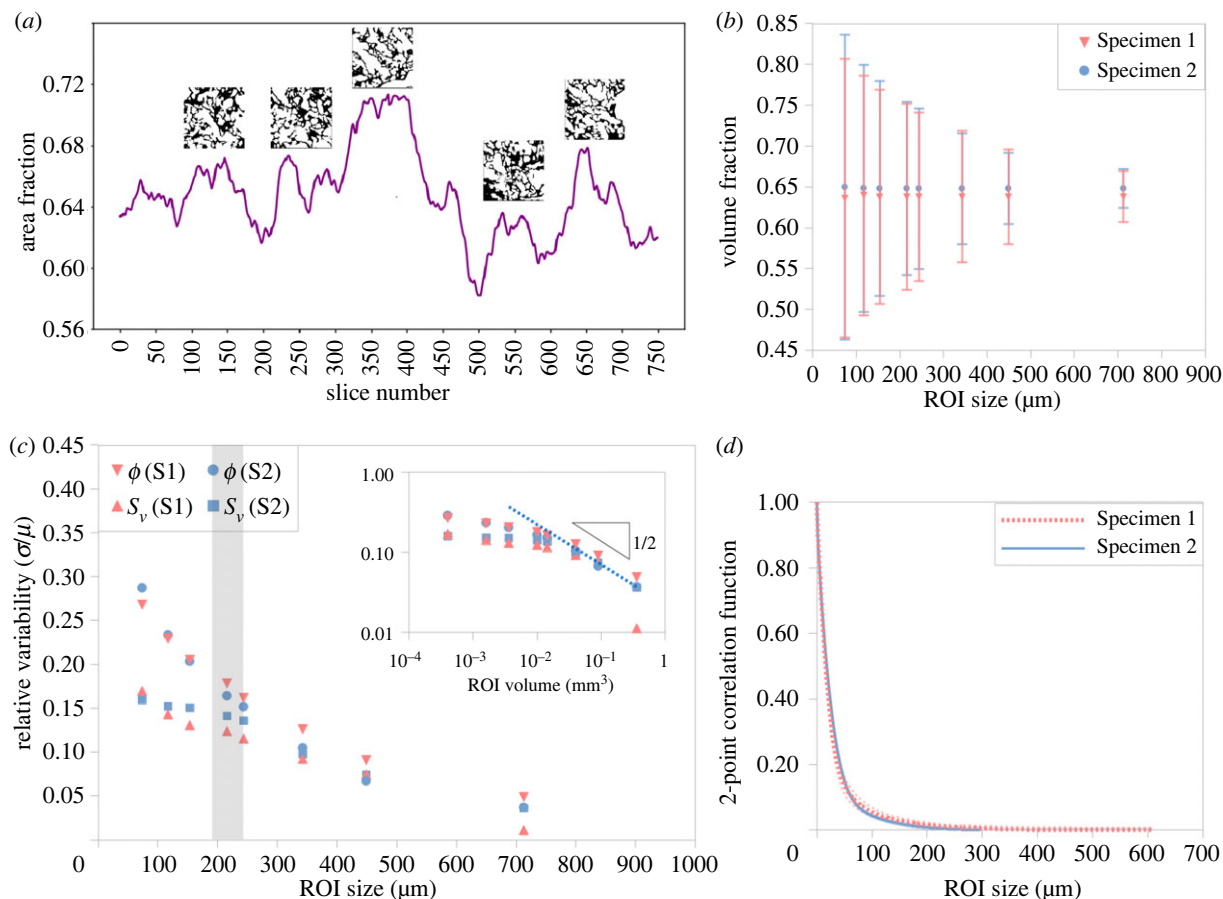 (a)
0.72
0.68
0.64
0.60
0.56
area fraction
0 50 100 150 200 250 300 350 400 450 500 550 600 650 700 750
slice number
(b)
0.85
0.80
0.75
0.70
0.65
0.60
0.55
0.50
0.45
volume fraction
Specimen 1
Specimen 2
0 100 200 300 400 500 600 700 800 900
ROI size (µm)
(c)
0.45
0.40
0.35
0.30
0.25
0.20
0.15
0.10
0.05
relative variability (σ/µ)
ϕ (S1) ϕ (S2)
Sv (S1) Sv (S2)
1.00
0.10
0.01
1/2
10−4 10−3 10−2 10−1 1
ROI volume (mm3)
0 100 200 300 400 500 600 700 800 900 1000
ROI size (µm)
(d)
1.00
0.80
0.60
0.40
0.20
2-point correlation function
Specimen 1
Specimen 2
0 100 200 300 400 500 600 700
ROI size (µm)